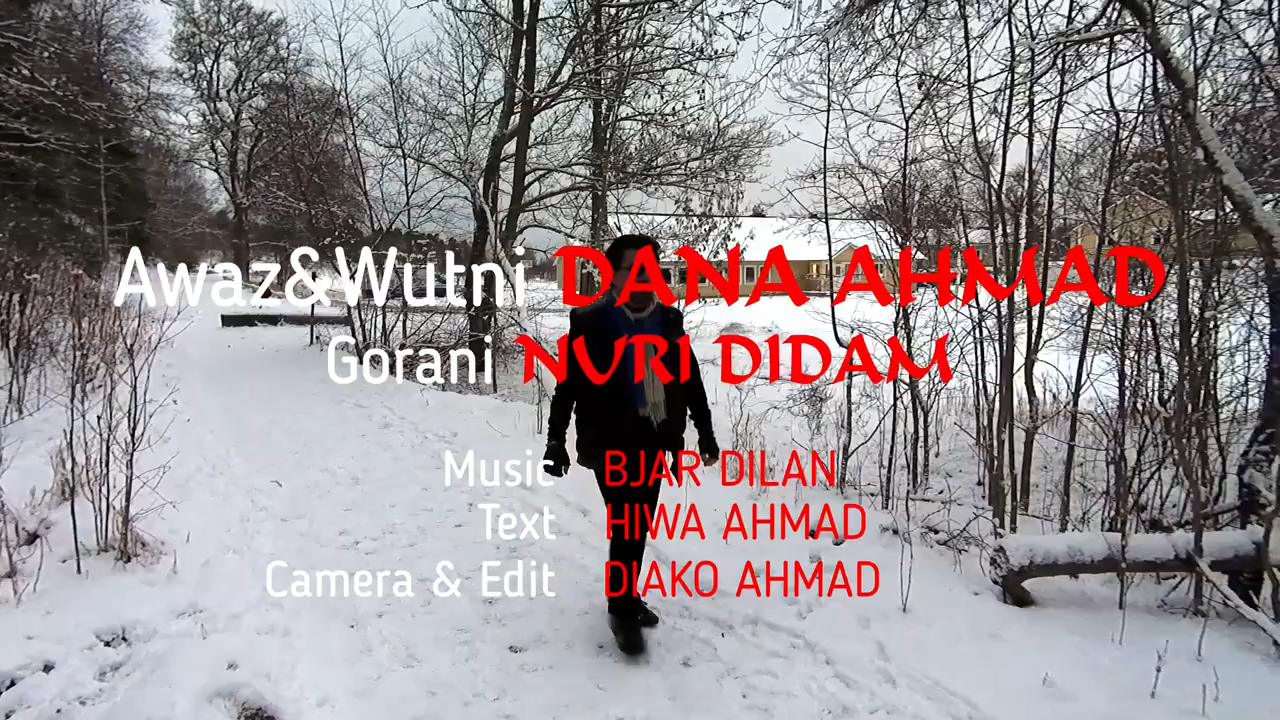 Awaz&Wutni DANA AHMAD
Gorani NURI DIDAM
Music BJAR DILAN
Text HIWA AHMAD
Camera & Edit DIAKO AHMAD